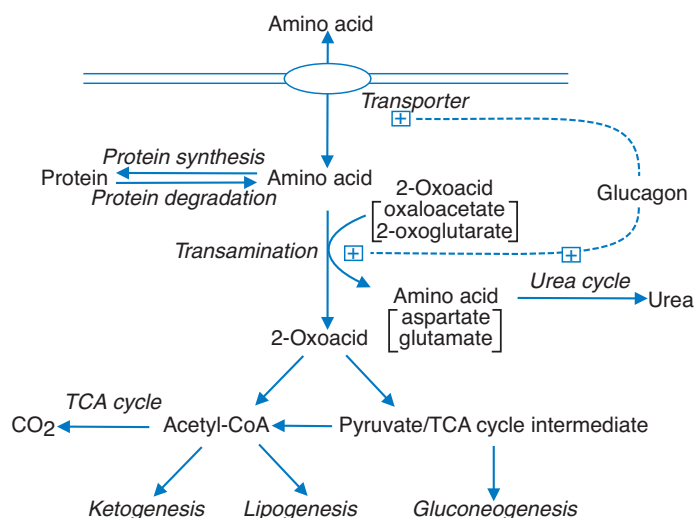 Amino acid
Transporter
+
Protein synthesis
Protein
Amino acid
Protein degradation
2-Oxoacid
[oxaloacetate
2-oxoglutarate]
Glucagon
Transamination
+
+
Urea cycle
Amino acid
[aspartate
glutamate]
Urea
2-Oxoacid
TCA cycle
CO2
Acetyl-CoA
Pyruvate/TCA cycle intermediate
Ketogenesis
Lipogenesis
Gluconeogenesis